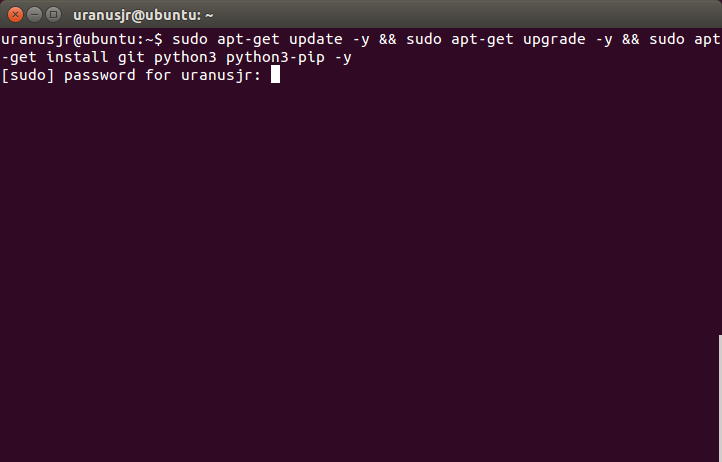 uranusjr@ubuntu: ~
uranusjr@ubuntu:~$ sudo apt-get update -y && sudo apt-get upgrade -y && sudo apt
-get install git python3 python3-pip -y
[sudo] password for uranusjr: